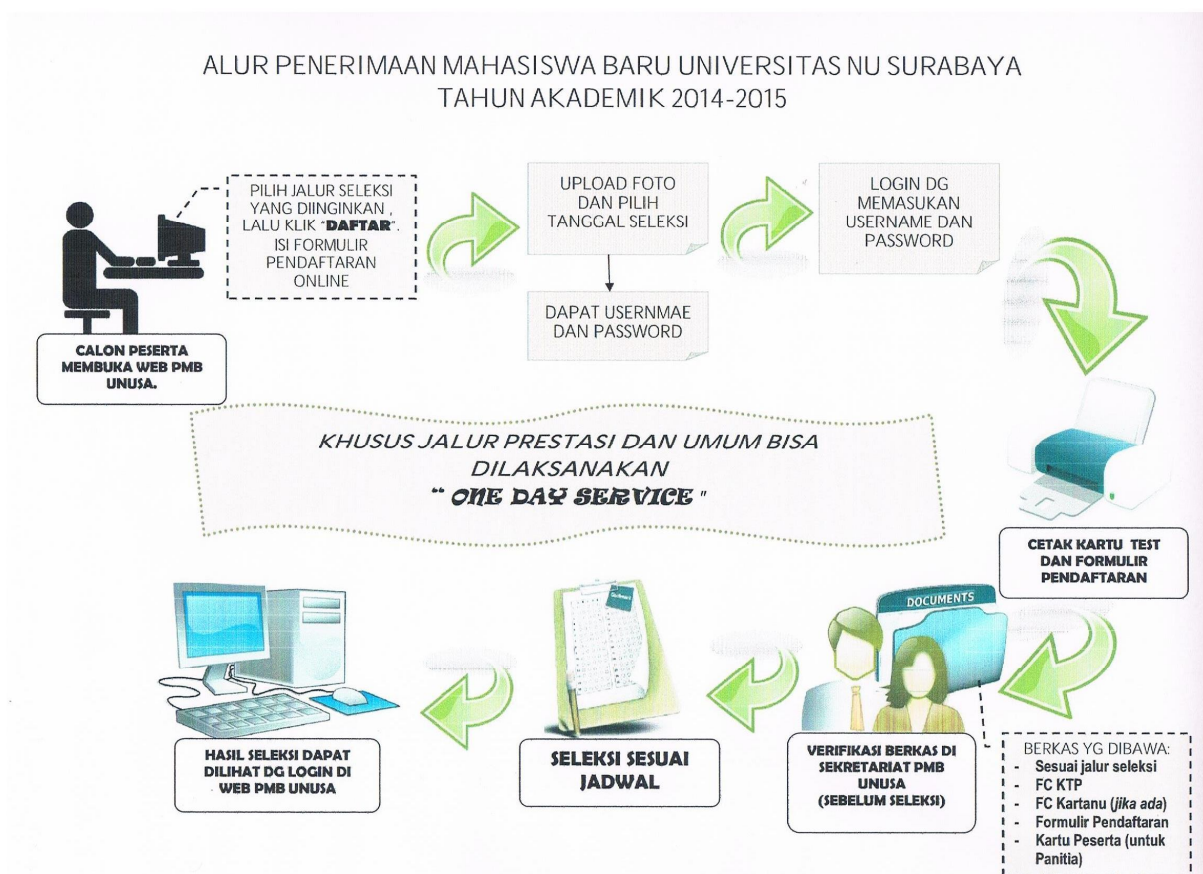 ALUR PENERIMAAN MAHASISWA BARU UNIVERSITAS NU SURABAYA
TAHUN AKADEMIK 2014-2015
PILIH JALUR SELEKSI
YANG DIINGINKAN ,
LALU KLIK "DAFTAR".
ISI FORMULIR
PENDAFTARAN
ONLINE
CALON PESERTA
MEMBUKA WEB PMB
UNUSA.
UPLOAD FOTO
DAN PILIH
TANGGAL SELEKSI
DAPAT USERNMAE
DAN PASSWORD
LOGIN DG
MEMASUKAN
USERNAME DAN
PASSWORD
KHUSUS JALUR PRESTASI DAN UMUM BISA
DILAKSANAKAN
" ONE DAY SERVICE "
CETAK KARTU TEST
DAN FORMULIR
PENDAFTARAN
DOCUMENTS
VERIFIKASI BERKAS DI
SEKRETARIAT PMB
UNUSA
(SEBELUM SELEKSI)
BERKAS YG DIBAWA:
- Sesuai jalur seleksi
- FC KTP
- FC Kartanu (jika ada)
- Formulir Pendaftaran
- Kartu Peserta (untuk
Panitia)
SELEKSI SESUAI
JADWAL
HASIL SELEKSI DAPAT
DILIHAT DG LOGIN DI
WEB PMB UNUSA